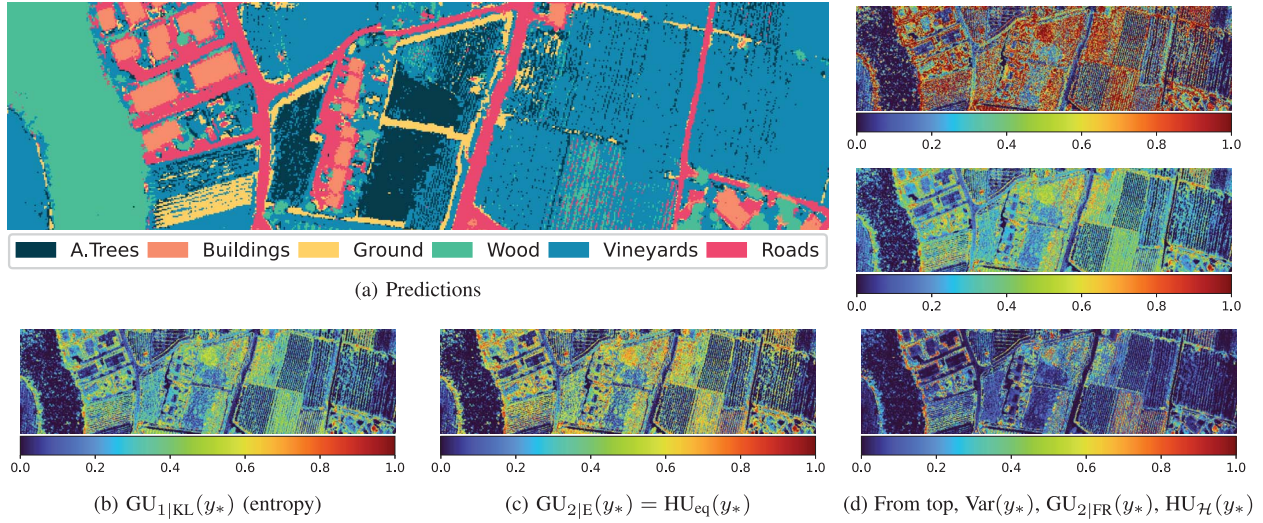 A.Trees Buildings Ground Wood Vineyards Roads
(a) Predictions
0.0 0.2 0.4 0.6 0.8 1.0
0.0 0.2 0.4 0.6 0.8 1.0
0.0 0.2 0.4 0.6 0.8 1.0
0.0 0.2 0.4 0.6 0.8 1.0
0.0 0.2 0.4 0.6 0.8 1.0
(b) GU₁|KL(y∗) (entropy)
(c) GU₂|E(y∗) = HUeq(y∗)
(d) From top, Var(y∗), GU₂|FR(y∗), HU_ℋ(y∗)